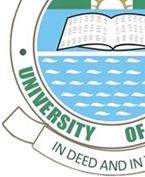 • UNIVERSITY OF
IN DEED AND IN